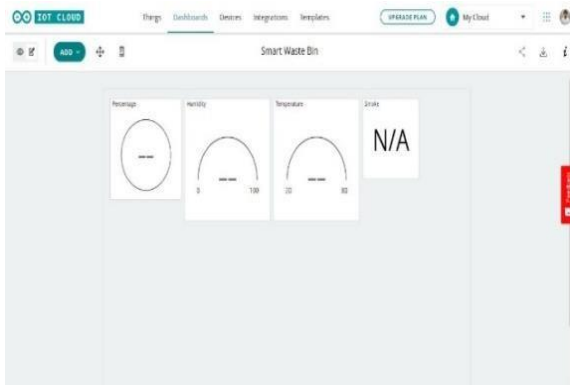 IOT CLOUD
Things Dashboards Devices Integrations Templates
UPGRADE PLAN
My Cloud
ADD
Smart Waste Bin
i
Percentage
Humidity
Temperature
Smoke
--
--
--
N/A
0 100